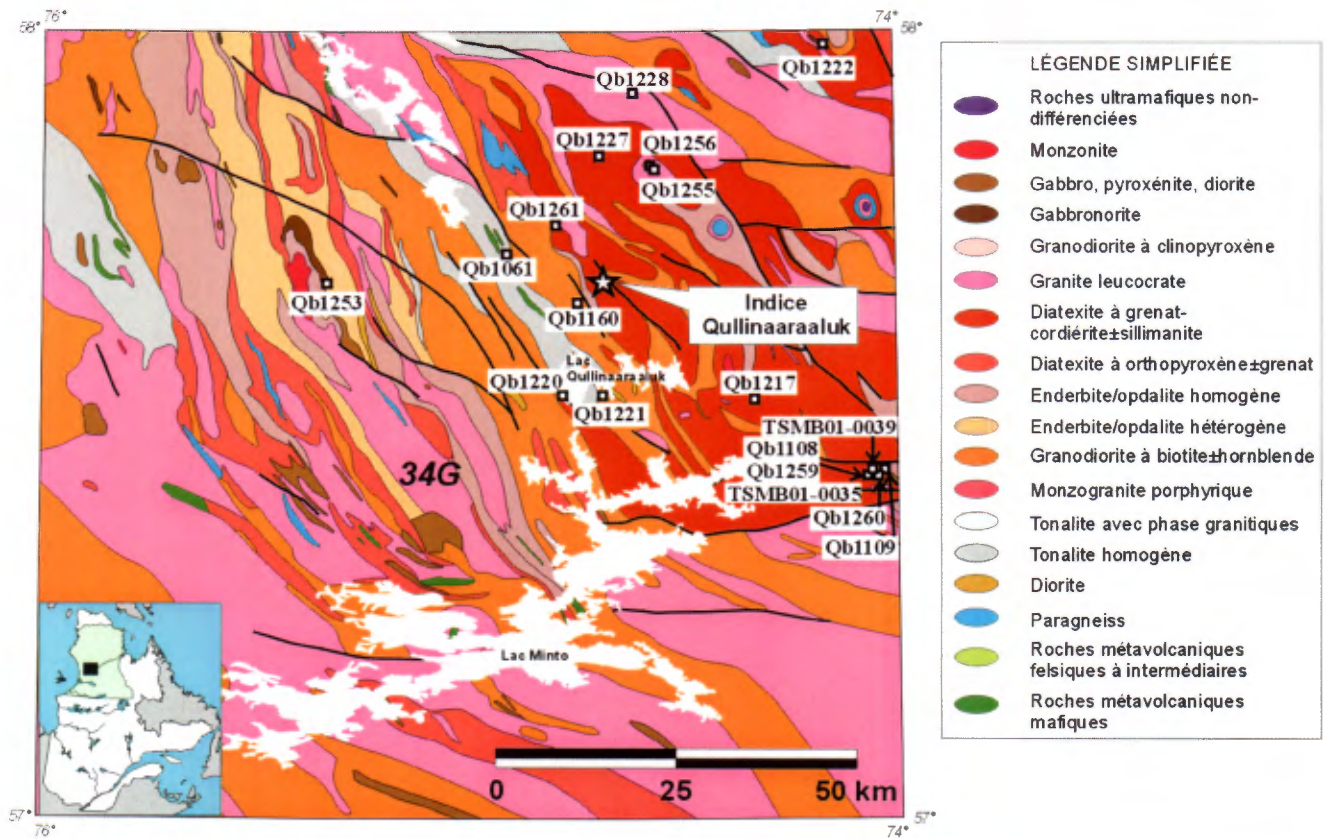 76°
74°
58°
58°
Qb1222
Qb1228
Qb1227
Qb1256
Qb1255
Qb1261
Qb1061
Qb1253
Indice
Qullinaaraaluk
Qb1160
Lac
Qullinaaraaluk
Qb1220
Qb1221
Qb1217
TSMB01-0039
Qb1108
Qb1259
TSMB01-0035
Qb1260
Qb1109
34G
Lac Minto
0 25 50 km
57°
57°
76°
74°
LÉGENDE SIMPLIFIÉE
Roches ultramafiques non-
différenciées
Monzonite
Gabbro, pyroxénite, diorite
Gabbronorite
Granodiorite à clinopyroxène
Granite leucocrate
Diatexite à grenat-
cordiérite±sillimanite
Diatexite à orthopyroxène±grenat
Enderbite/opdalite homogène
Enderbite/opdalite hétérogène
Granodiorite à biotite±hornblende
Monzogranite porphyrique
Tonalite avec phase granitiques
Tonalite homogène
Diorite
Paragneiss
Roches métavolcaniques
felsiques à intermédiaires
Roches métavolcaniques
mafiques